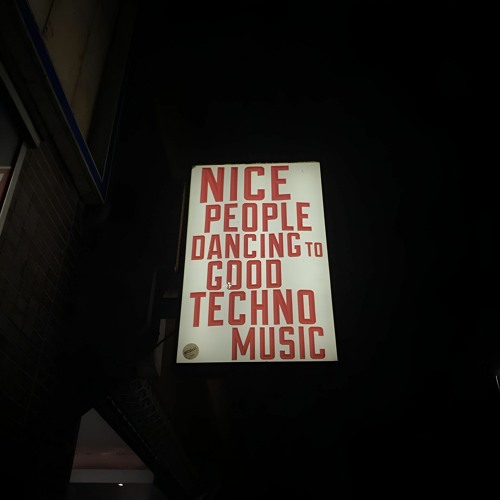 NICE
PEOPLE
DANCING TO
GOOD
TECHNO
MUSIC